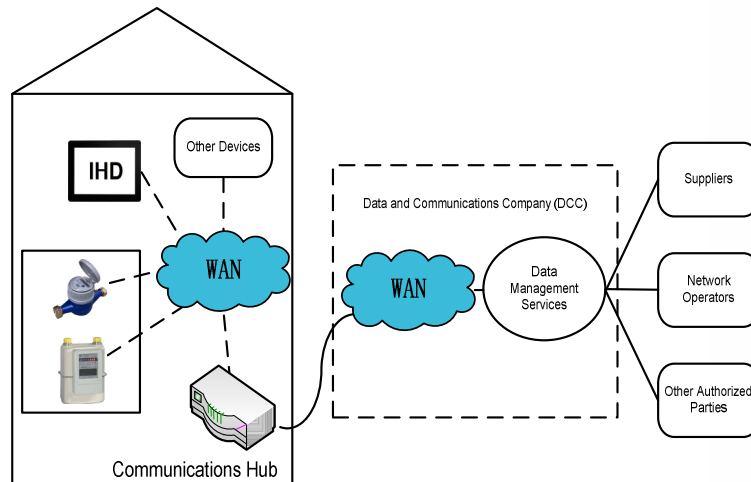 IHD
Other Devices
WAN
Communications Hub
Data and Communications Company (DCC)
WAN
Data
Management
Services
Suppliers
Network
Operators
Other Authorized
Parties